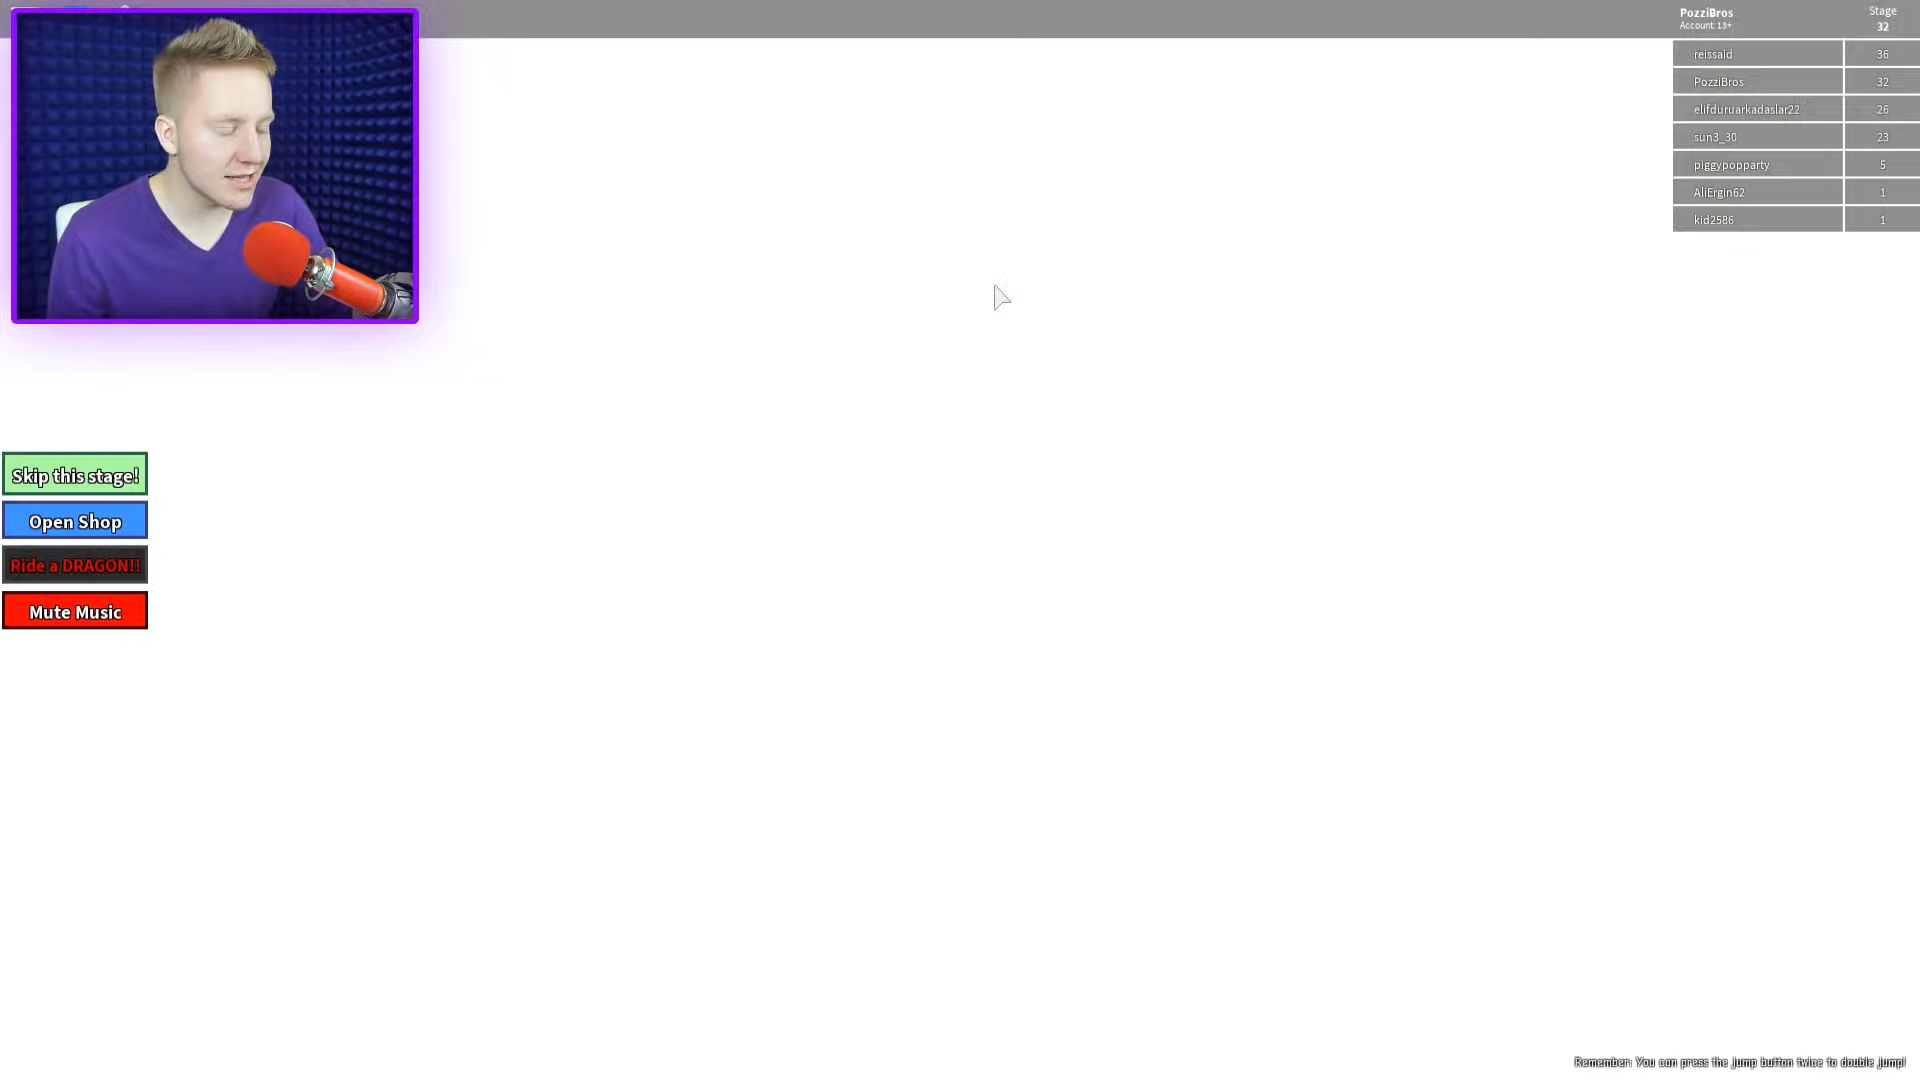 PozziBros
Account: 13+
Stage
32
reissaid 36
PozziBros 32
elifduruarkadaslar22 26
sun3_30 23
piggypopparty 5
AliErgin62 1
kid2586 1
Skip this stage!
Open Shop
Ride a DRAGON!!
Mute Music
Remember: You can press the jump button twice to double jump!